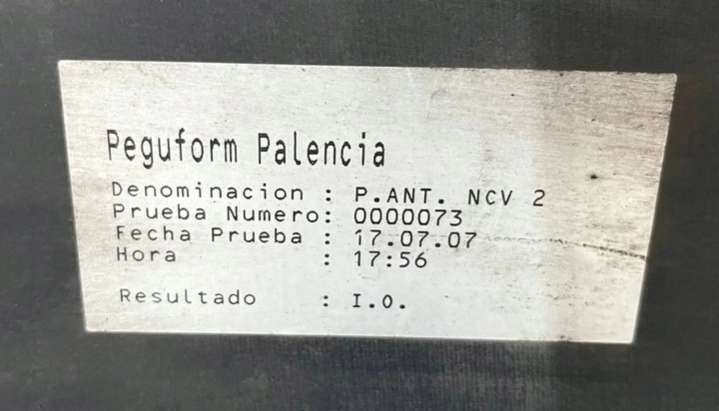 Peguform Palencia
Denominacion : P.ANT. NCV 2
Prueba Numero: 0000073
Fecha Prueba : 17.07.07
Hora : 17:56
Resultado : I.O.